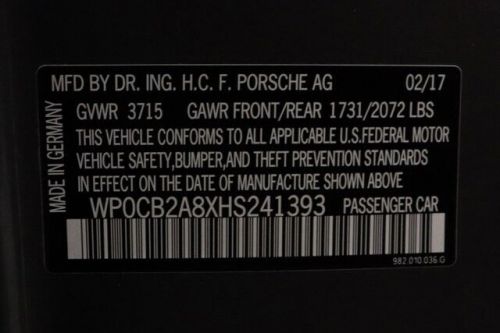 MFD BY DR. ING. H.C. F. PORSCHE AG 02/17
GVWR 3715 GAWR FRONT/REAR 1731/2072 LBS
THIS VEHICLE CONFORMS TO ALL APPLICABLE U.S.FEDERAL MOTOR
VEHICLE SAFETY,BUMPER,AND THEFT PREVENTION STANDARDS
IN EFFECT ON THE DATE OF MANUFACTURE SHOWN ABOVE
WP0CB2A8XHS241393 PASSENGER CAR
982.010.036.G
MADE IN GERMANY